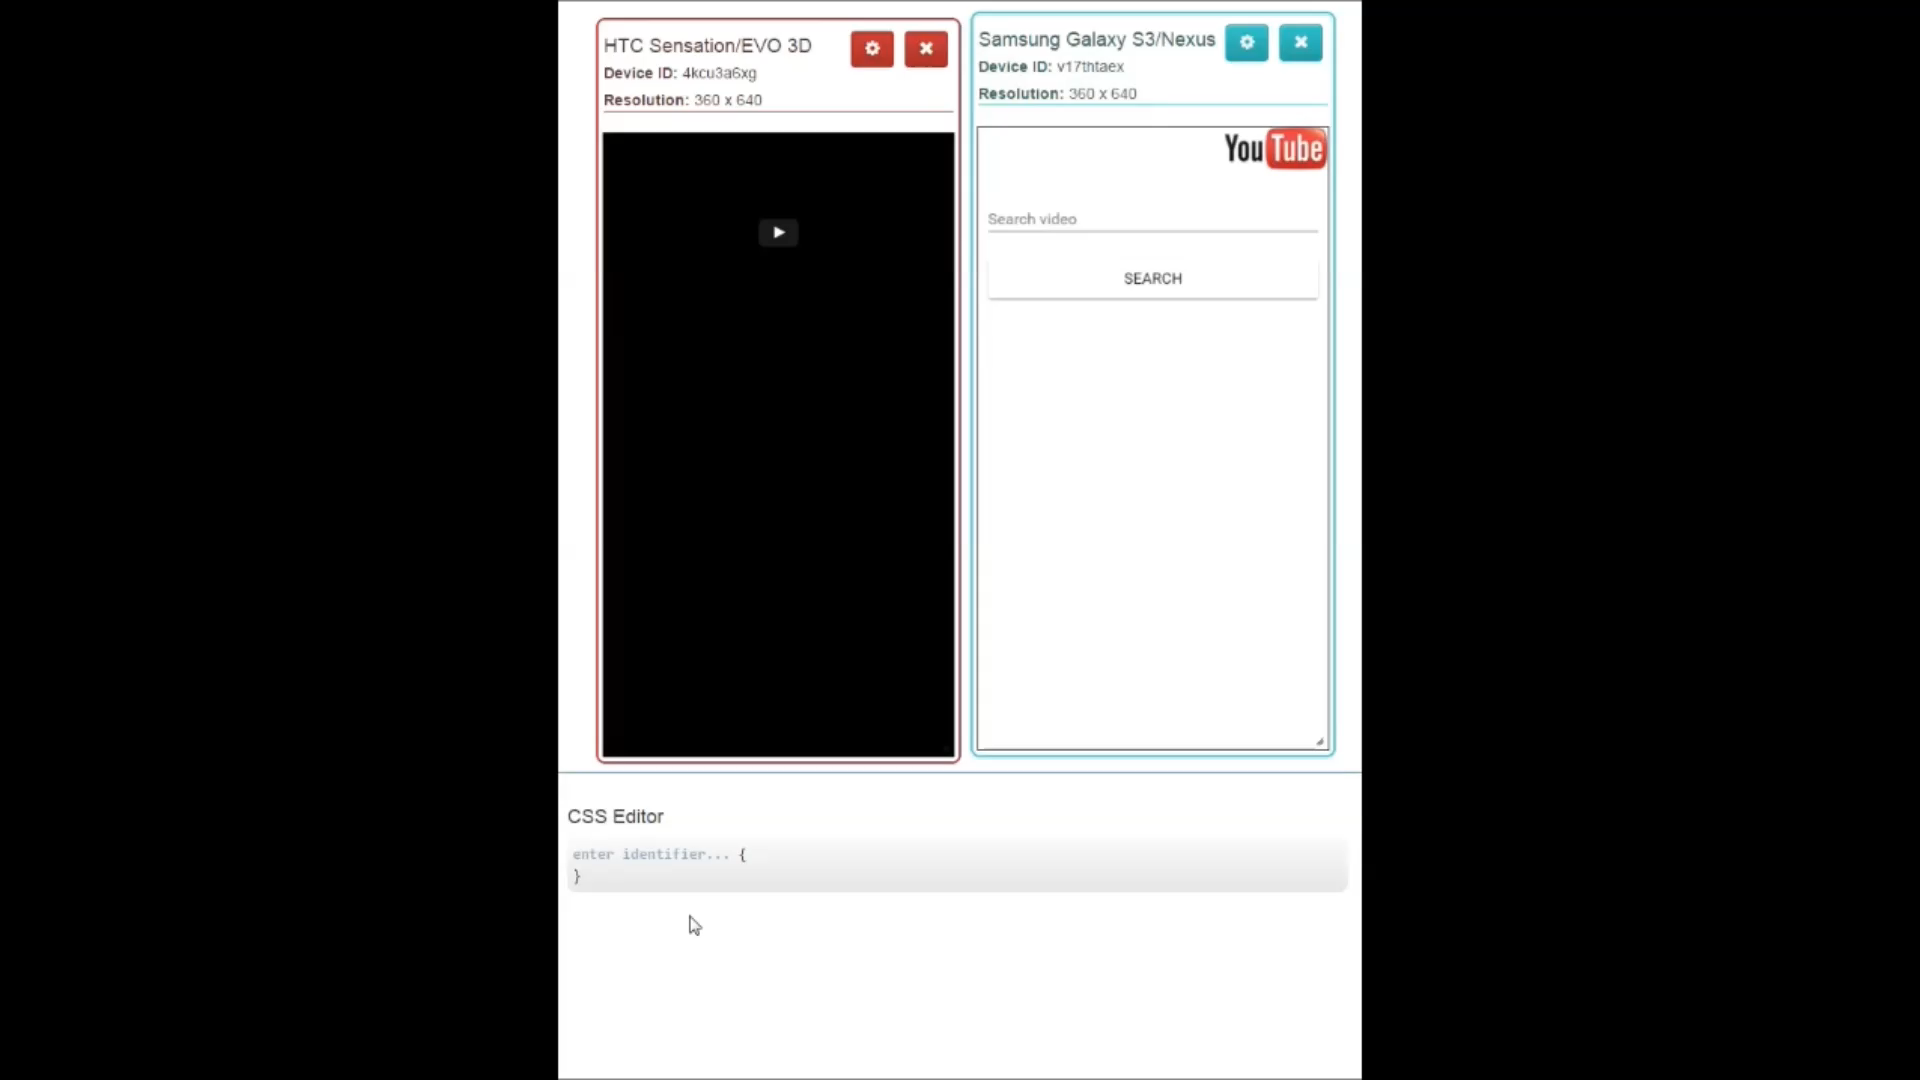 HTC Sensation/EVO 3D
Device ID: 4kcu3a6xg
Resolution: 360 x 640
Samsung Galaxy S3/Nexus
Device ID: v17thtaex
Resolution: 360 x 640
YouTube
Search video
SEARCH
CSS Editor
enter identifier... {
}